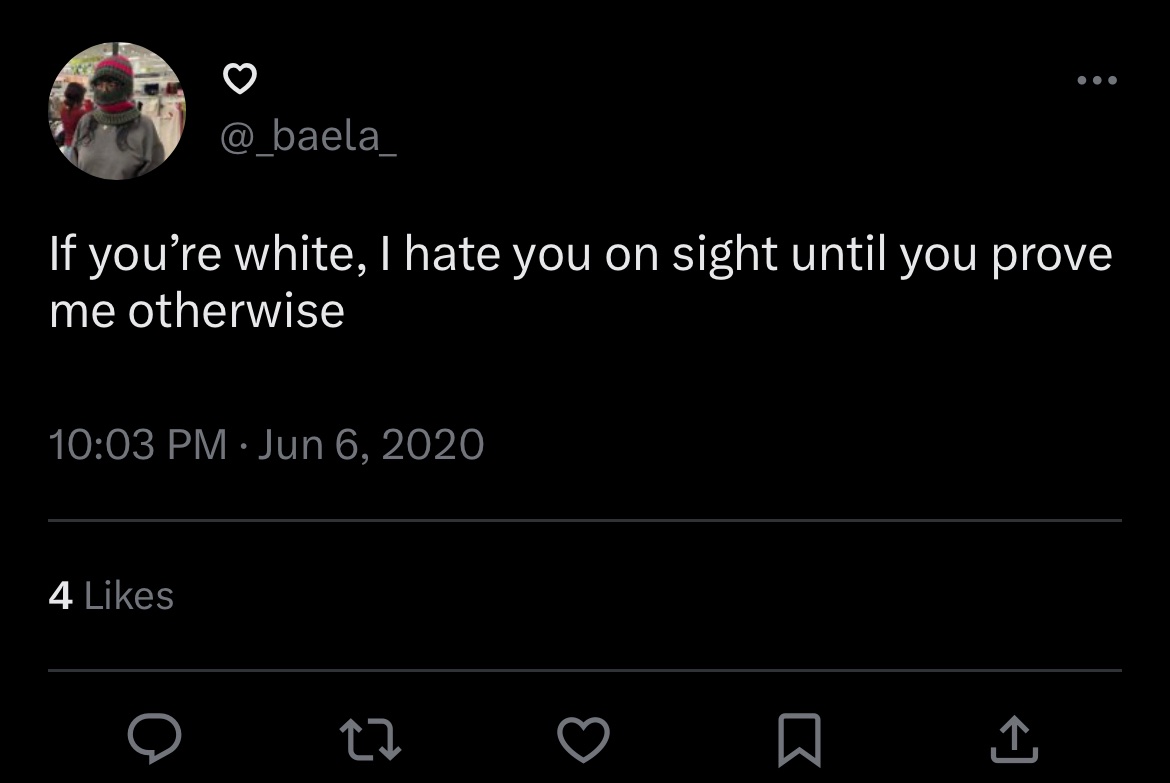 ♡
@_baela_
If you’re white, I hate you on sight until you prove
me otherwise
10:03 PM · Jun 6, 2020
4 Likes